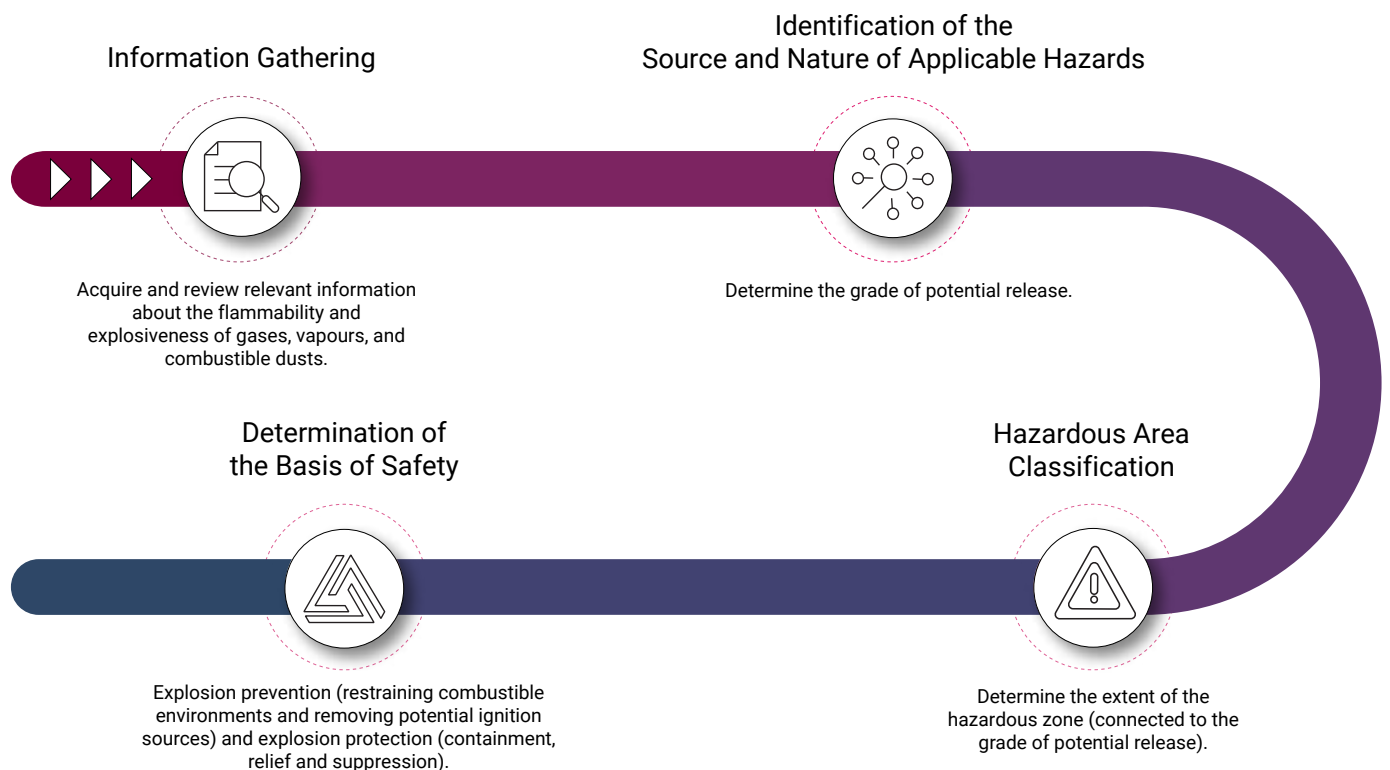 Information Gathering
Acquire and review relevant information
about the flammability and
explosiveness of gases, vapours, and
combustible dusts.
Identification of the
Source and Nature of Applicable Hazards
Determine the grade of potential release.
Hazardous Area
Classification
Determine the extent of the
hazardous zone (connected to the
grade of potential release).
Determination of
the Basis of Safety
Explosion prevention (restraining combustible
environments and removing potential ignition
sources) and explosion protection (containment,
relief and suppression).